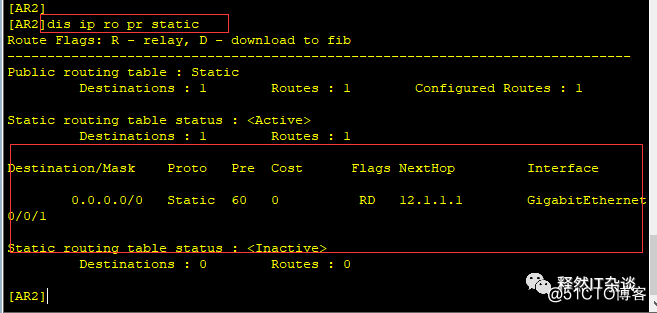 [AR2]
[AR2]dis ip ro pr static
Route Flags: R - relay, D - download to fib
------------------------------------------------------------------------------
Public routing table : Static
Destinations : 1 Routes : 1 Configured Routes : 1
Static routing table status : <Active>
Destinations : 1 Routes : 1
Destination/Mask Proto Pre Cost Flags NextHop Interface
0.0.0.0/0 Static 60 0 RD 12.1.1.1 GigabitEthernet
0/0/1
Static routing table status : <Inactive>
Destinations : 0 Routes : 0
释然IT杂谈
[AR2]
@51CTO博客